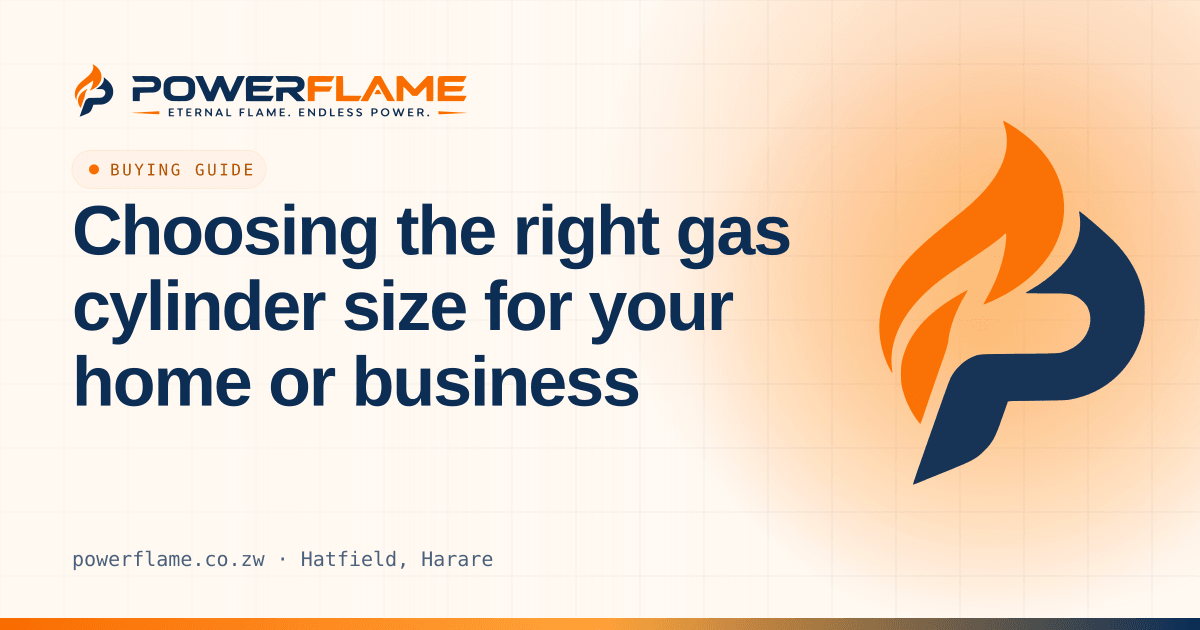 POWERFLAME
ETERNAL FLAME. ENDLESS POWER.
BUYING GUIDE
Choosing the right gas
cylinder size for your
home or business
powerflame.co.zw · Hatfield, Harare